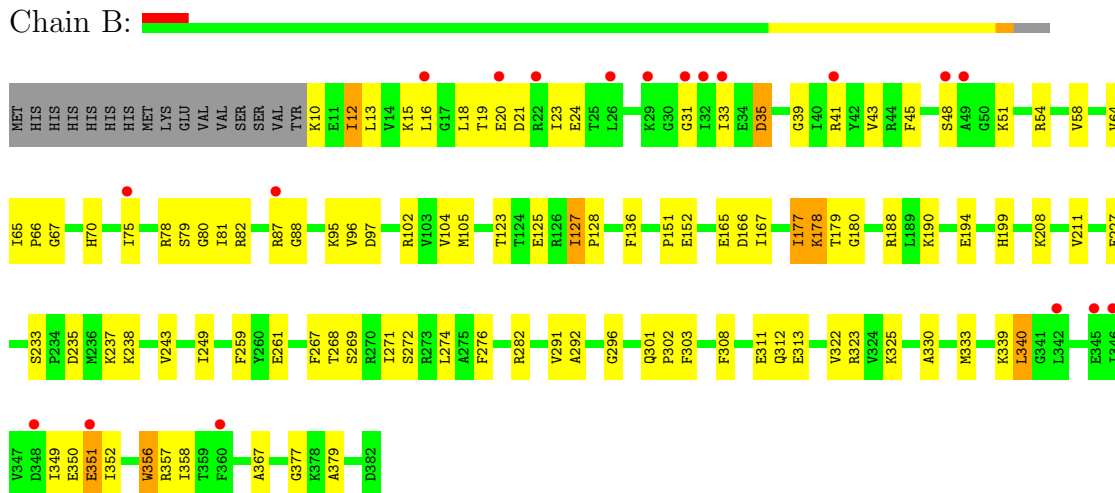 Chain B:
MET HIS HIS HIS HIS HIS HIS MET LYS GLU VAL VAL SER SER VAL TYR K10 E11 I12 L13 V14 K15 L16 G17 L18 T19 E20 D21 R22 I23 E24 T25 L26 K29 G30 G31 I32 I33 E34 D35 G39 I40 R41 Y42 V43 R44 F45 S48 A49 G50 K51 R54 V58 V64
I65 P66 G67 H70 I75 R78 S79 G80 I81 R82 R87 G88 K95 V96 D97 R102 V103 V104 M105 T123 T124 E125 R126 I127 P128 F136 P151 E152 E165 D166 I167 I177 K178 T179 G180 R188 L189 K190 E194 H199 K208 V211 E227
S233 P234 D235 M236 K237 K238 V243 I249 F259 Y260 E261 F267 T268 S269 R270 I271 S272 R273 L274 A275 F276 R282 V291 A292 G296 Q301 P302 F303 F308 E311 Q312 E313 V322 R323 V324 K325 A330 M333 K339 L340 G341 L342 E345 I346
V347 D348 I349 E350 E351 I352 W356 R357 I358 T359 F360 A367 G377 K378 A379 D382